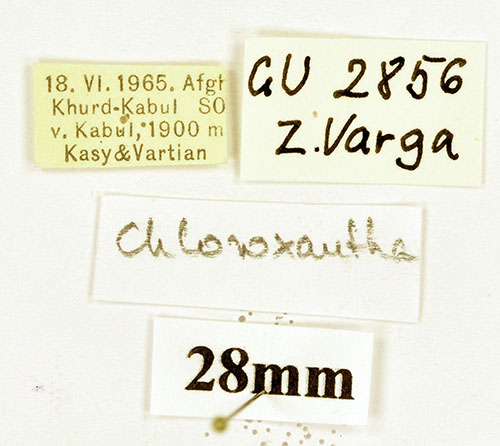 18. VI. 1965. Afgh
Khurd-Kabul SO
v. Kabul, 1900 m
Kasy & Vartian
GU 2856
Z. Varga
Chloroxantha
28mm